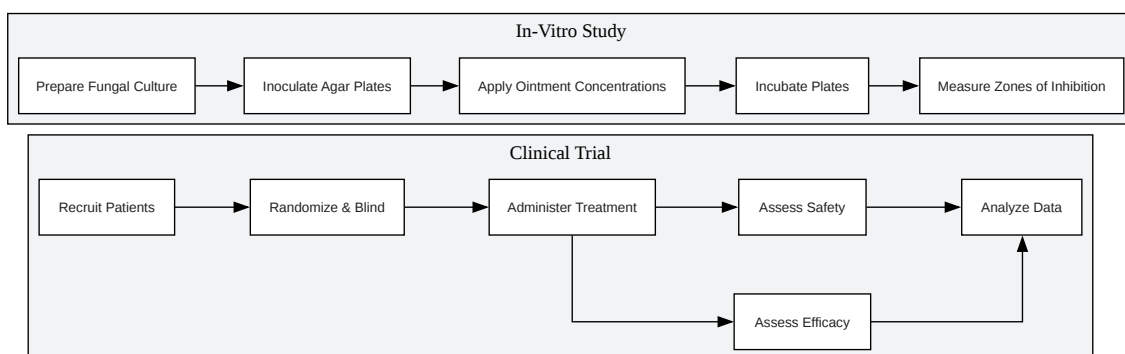 In-Vitro Study
Prepare Fungal Culture
Inoculate Agar Plates
Apply Ointment Concentrations
Incubate Plates
Measure Zones of Inhibition
Clinical Trial
Recruit Patients
Randomize & Blind
Administer Treatment
Assess Safety
Analyze Data
Assess Efficacy